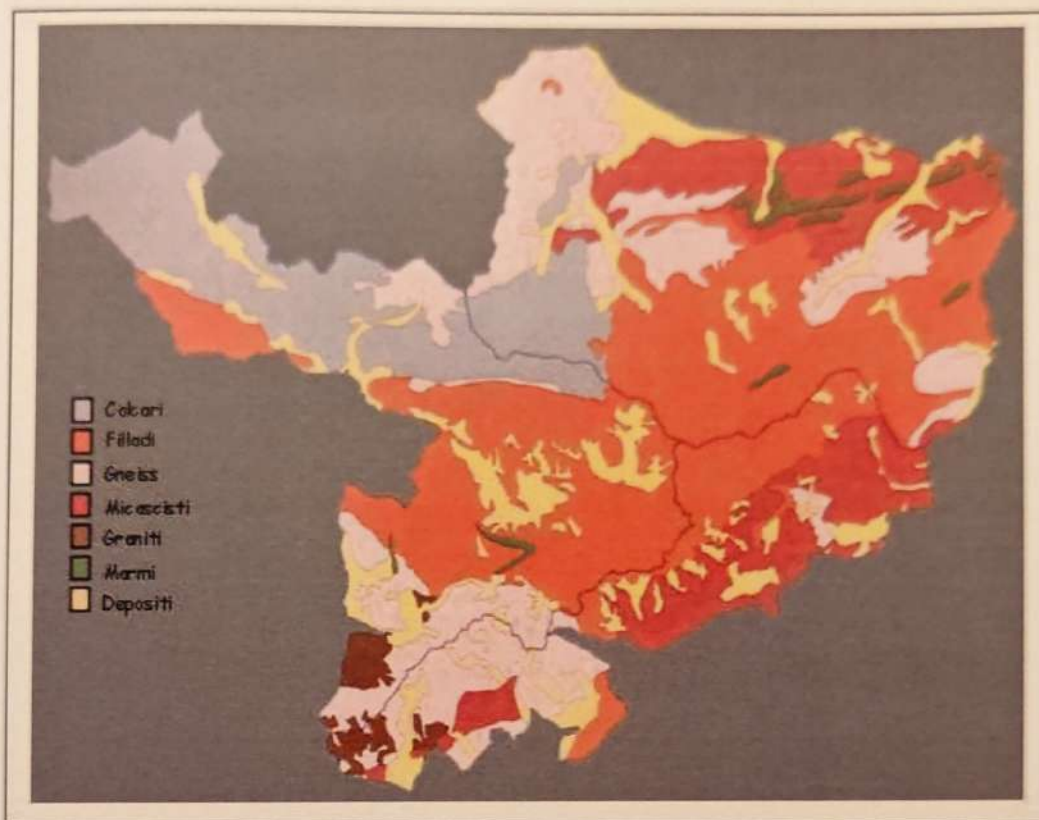 Calcari
Filladi
Gneiss
Micascisti
Graniti
Marmi
Depositi